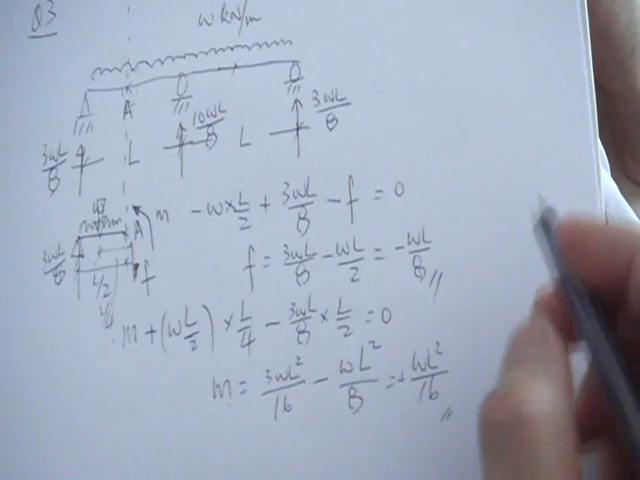 Q3
w kN/m
A
3wL/8 L 10wL/8 L 3wL/8
m
A
3wL/8
L/2
f
-w×L/2 + 3wL/8 - f = 0
f = 3wL/8 - wL/2 = -wL/8 //
m + (wL/2) × L/4 - 3wL/8 × L/2 = 0
m = 3wL²/16 - wL²/8 = + wL²/16 //